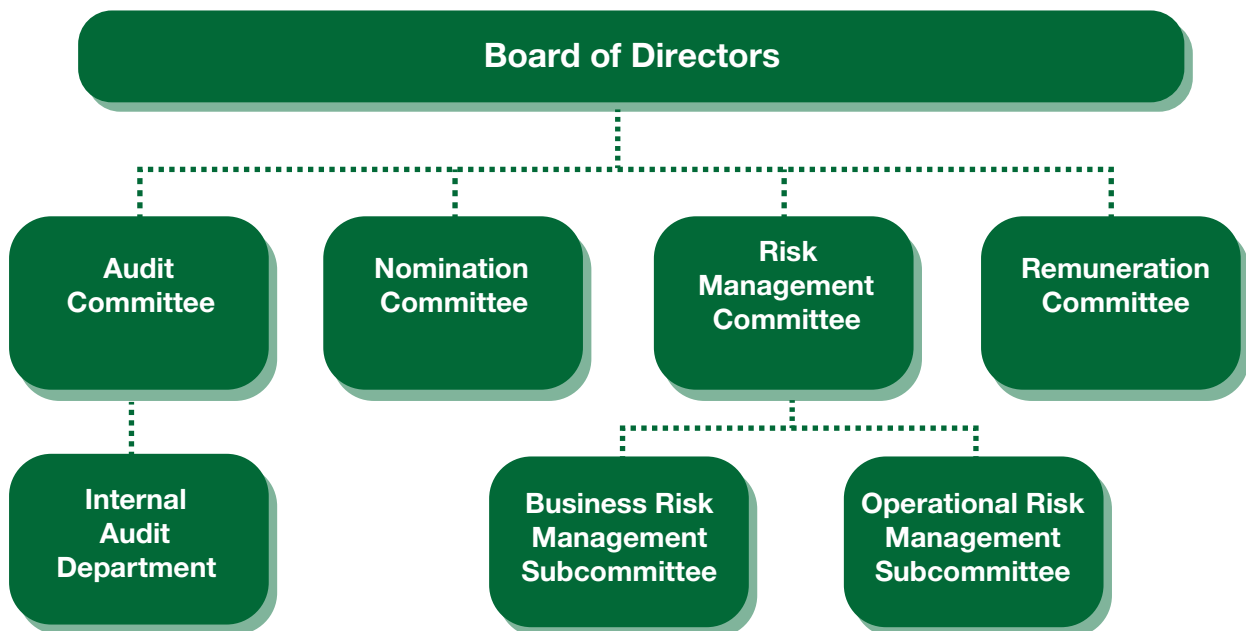 Board of Directors
Audit
Committee
Nomination
Committee
Risk
Management
Committee
Remuneration
Committee
Internal
Audit
Department
Business Risk
Management
Subcommittee
Operational Risk
Management
Subcommittee